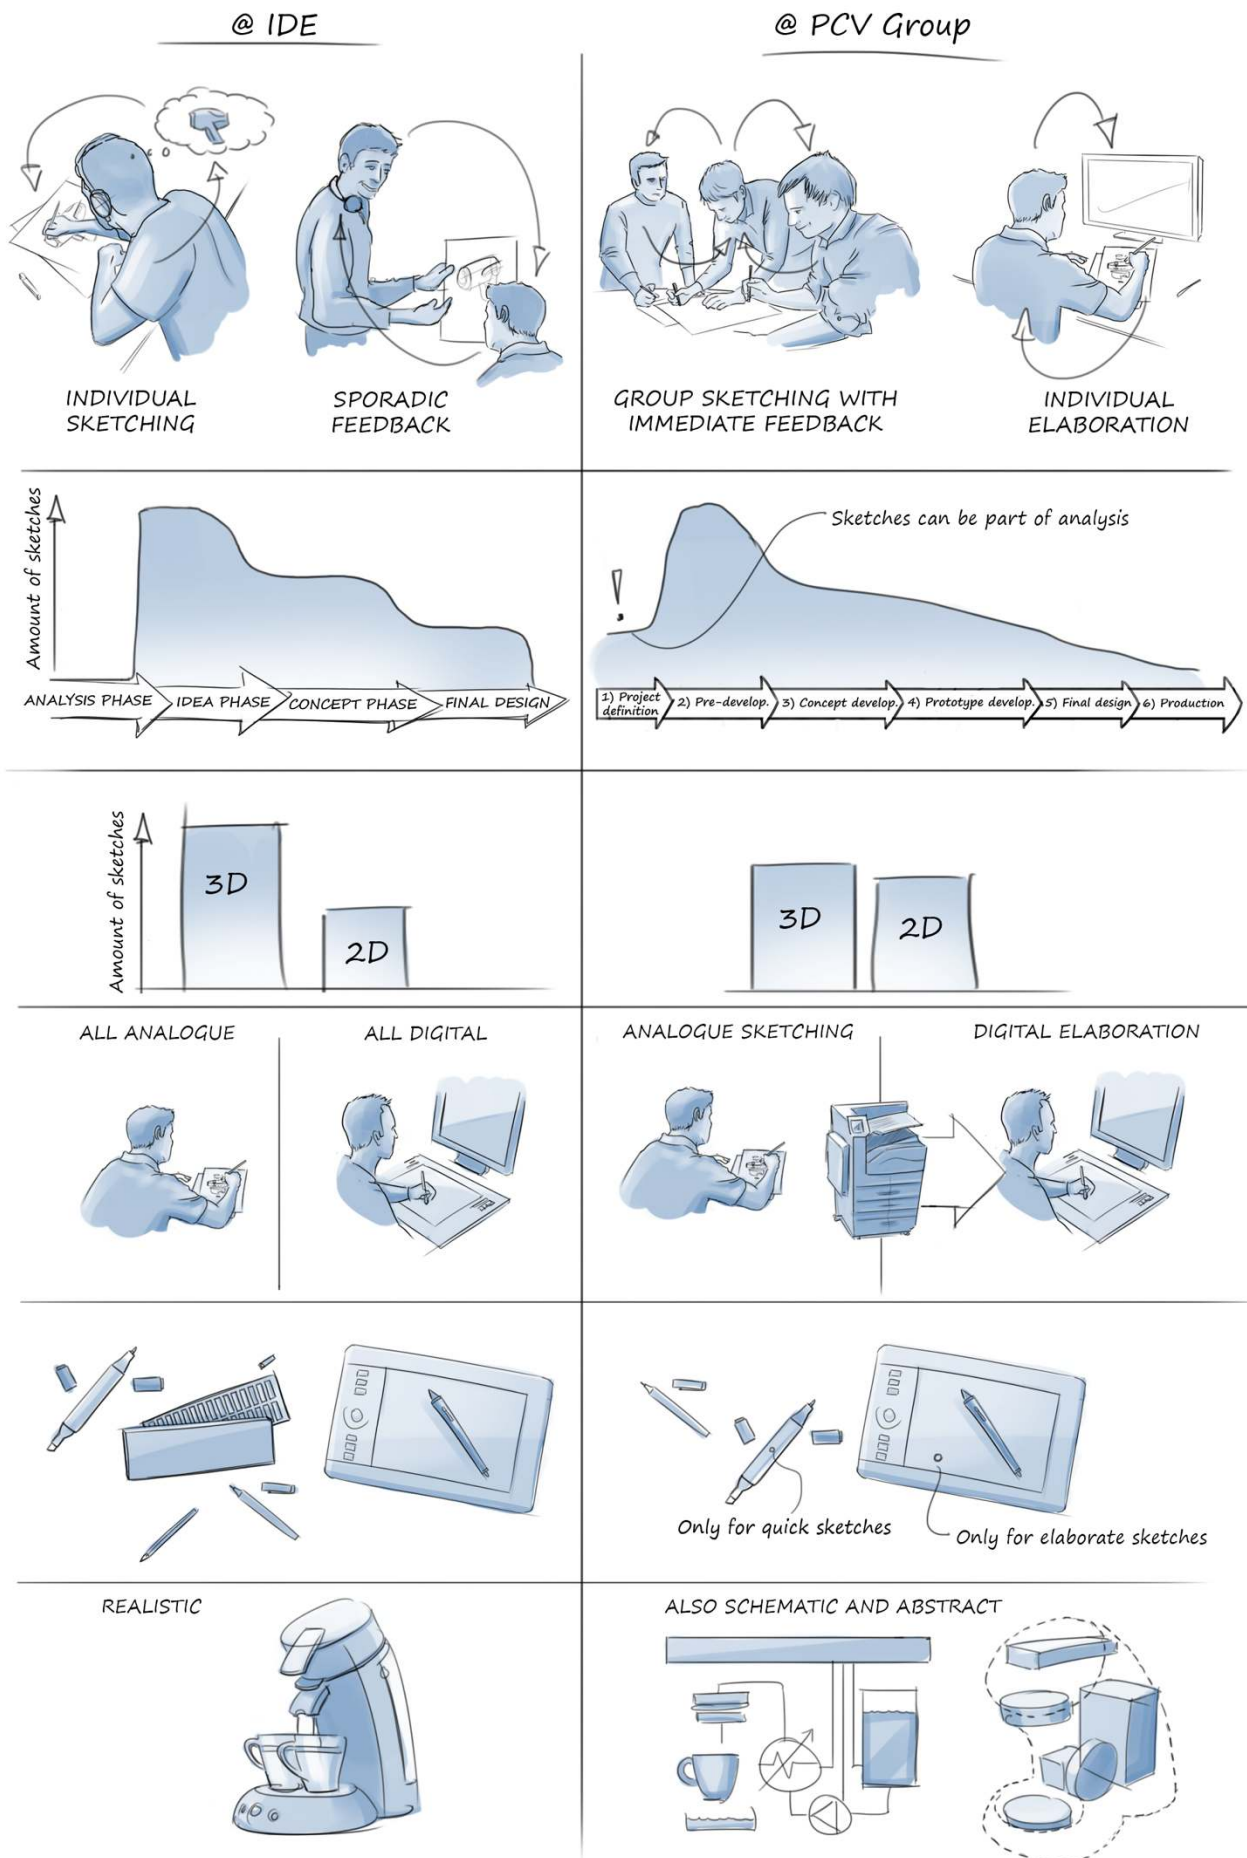 @ IDE
@ PCV Group
INDIVIDUAL
SKETCHING
SPORADIC
FEEDBACK
GROUP SKETCHING WITH
IMMEDIATE FEEDBACK
INDIVIDUAL
ELABORATION
Amount of sketches
ANALYSIS PHASE
IDEA PHASE
CONCEPT PHASE
FINAL DESIGN
!
Sketches can be part of analysis
1) Project
definition
2) Pre-develop.
3) Concept develop.
4) Prototype develop.
5) Final design
6) Production
Amount of sketches
3D
2D
3D
2D
ALL ANALOGUE
ALL DIGITAL
ANALOGUE SKETCHING
DIGITAL ELABORATION
Only for quick sketches
Only for elaborate sketches
REALISTIC
ALSO SCHEMATIC AND ABSTRACT